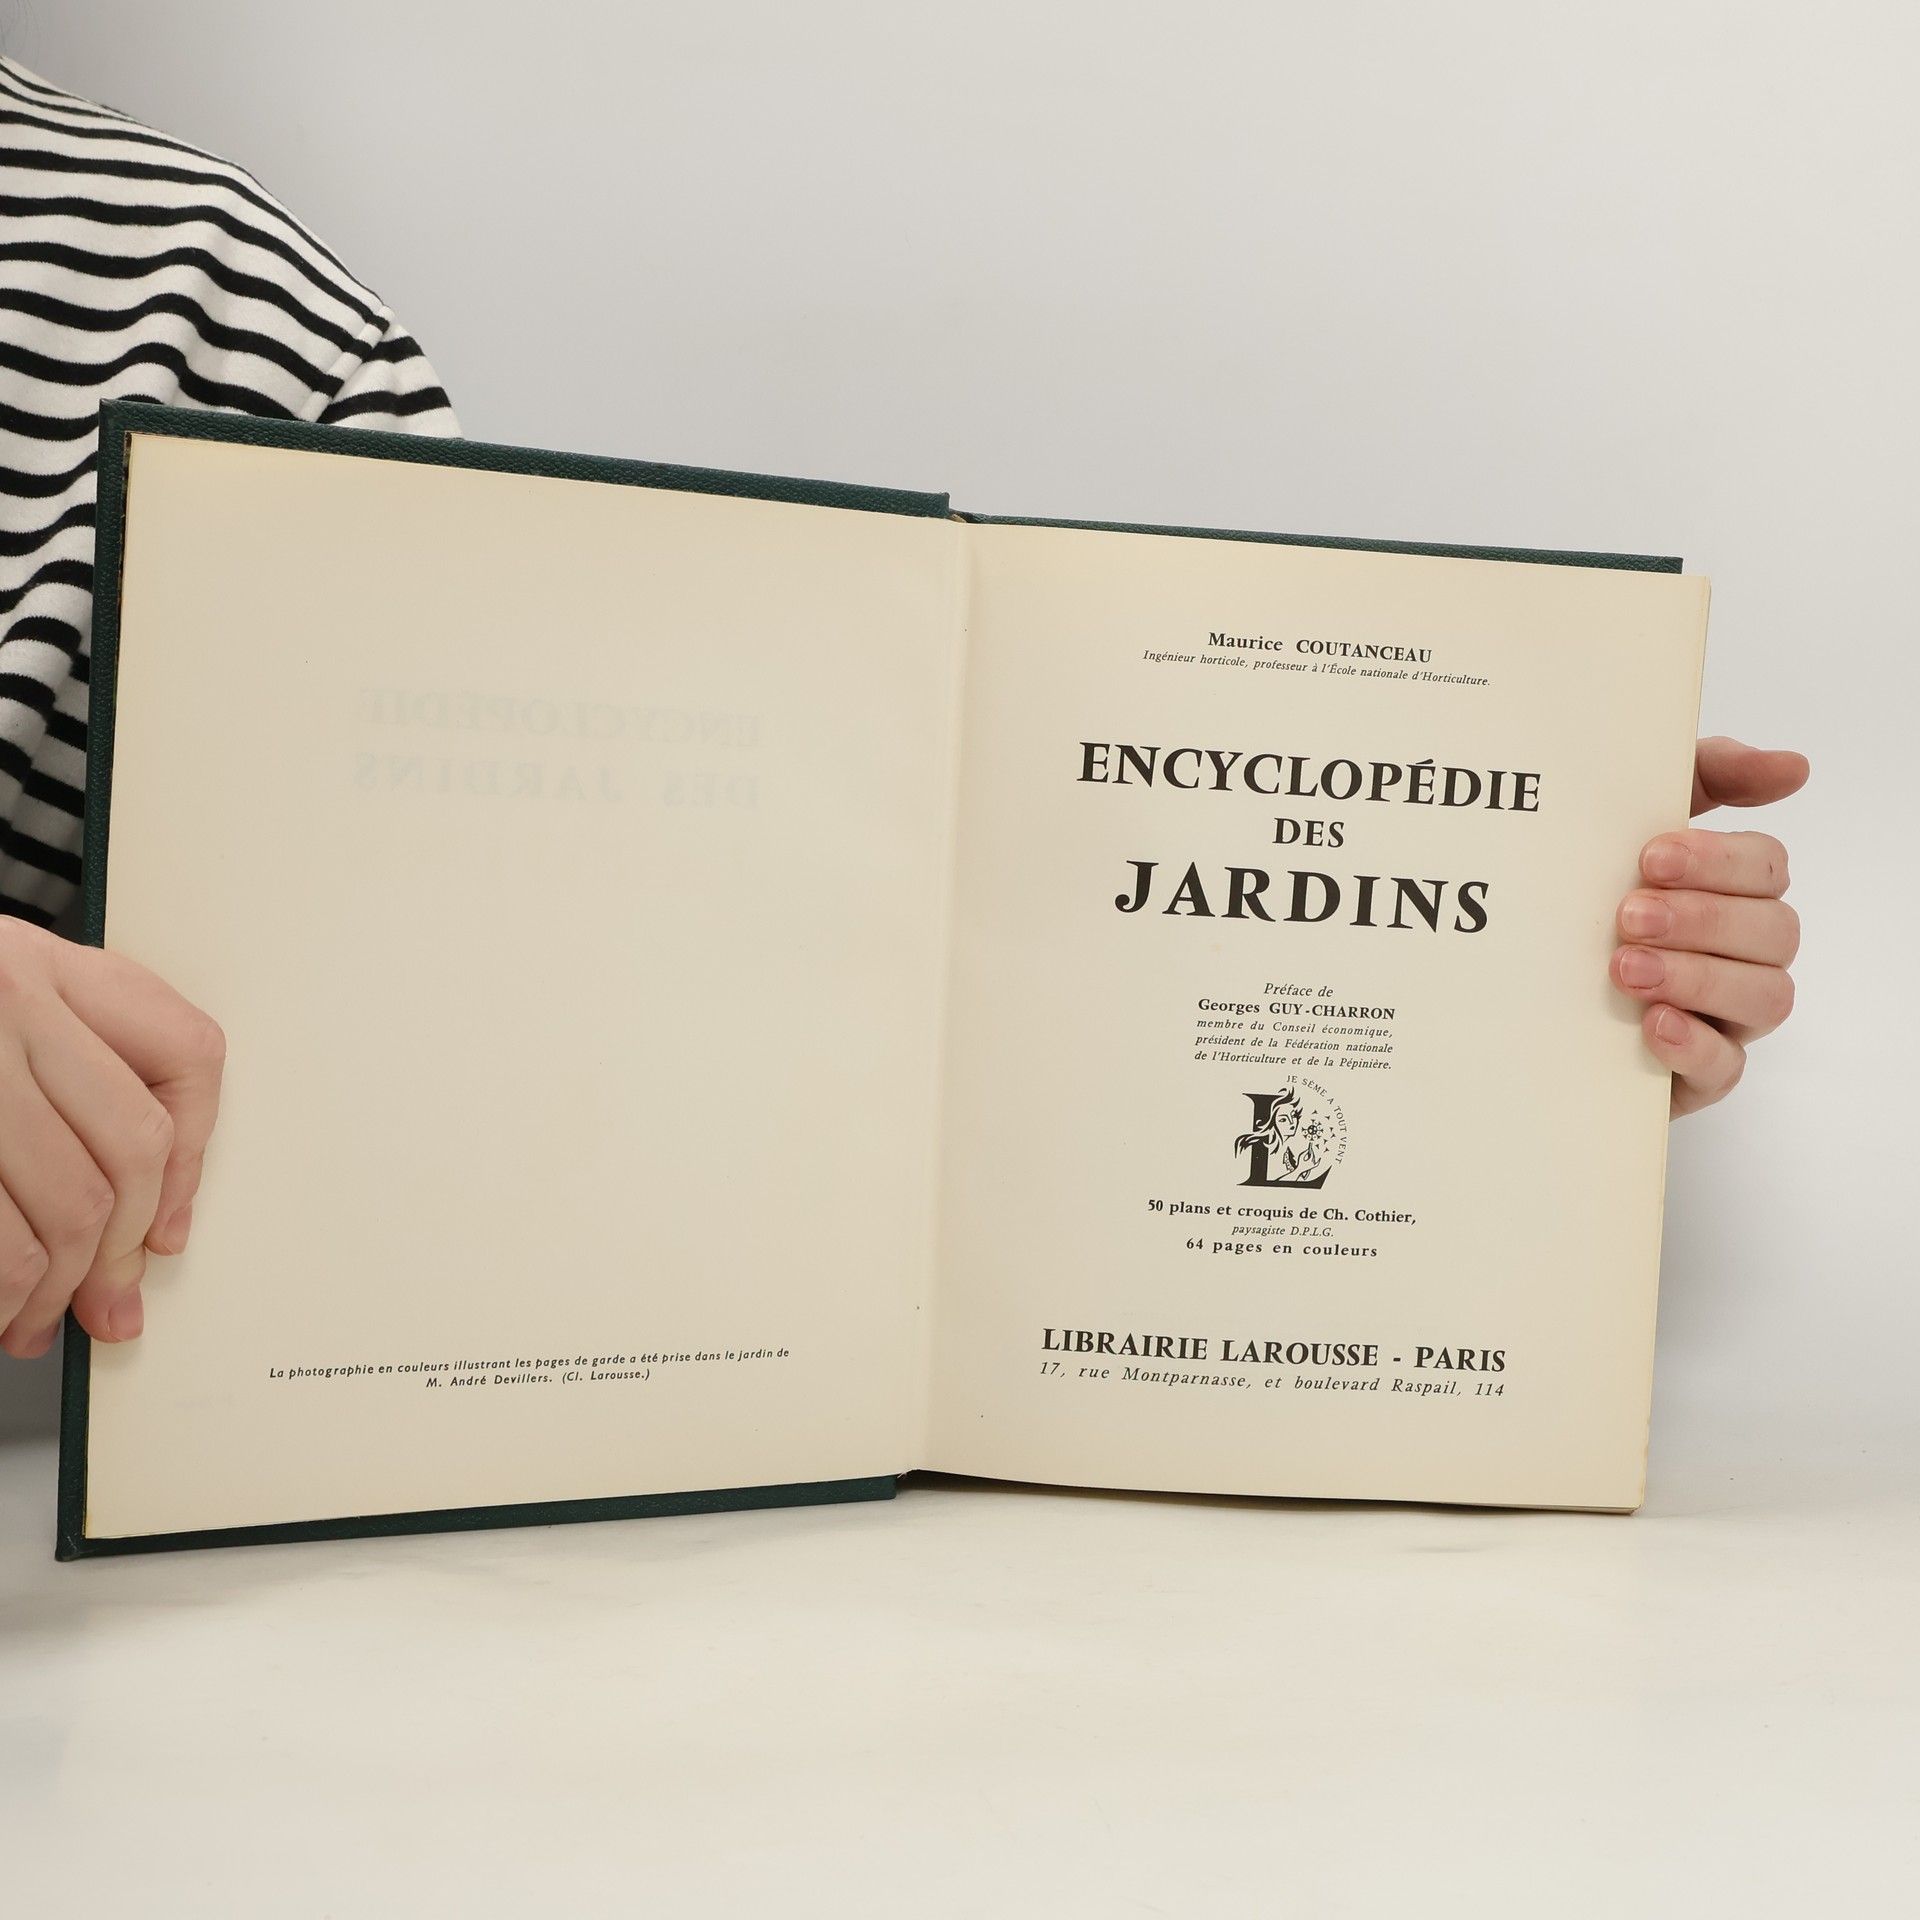 ENCYCLOPÉDIE
DES JARDINS
La photographie en couleurs illustrant les pages de garde a été prise dans le jardin de
M. André Devillers. (Cl. Larousse.)
Maurice COUTANCEAU
Ingénieur horticole, professeur à l'École nationale d'Horticulture.
ENCYCLOPÉDIE
DES
JARDINS
Préface de
Georges GUY-CHARRON
membre du Conseil économique,
président de la Fédération nationale
de l'Horticulture et de la Pépinière.
JE SÈME A TOUT VENT
L
50 plans et croquis de Ch. Cothier,
paysagiste D.P.L.G.
64 pages en couleurs
LIBRAIRIE LAROUSSE - PARIS
17, rue Montparnasse, et boulevard Raspail, 114